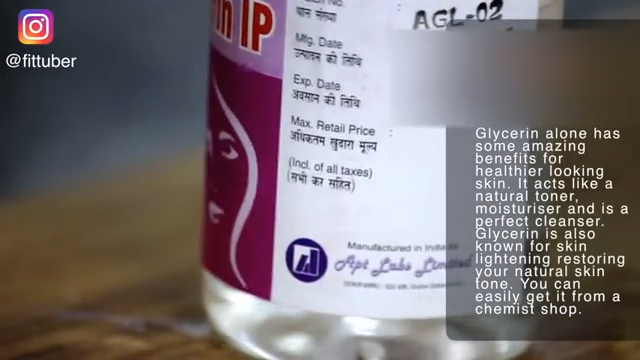 @fittuber
in IP
AGL-02
Mfg. Date
उत्पादन की तिथि
Exp. Date
अवसान की तिथि
Max. Retail Price :
अधिकतम खुदरा मूल्य
(Incl. of all taxes)
(सभी कर सहित)
Manufactured in India by
Apt Labs Limited
Glycerin alone has
some amazing
benefits for
healthier looking
skin. It acts like a
natural toner,
moisturiser and is a
perfect cleanser.
Glycerin is also
known for skin
lightening restoring
your natural skin
tone. You can
easily get it from a
chemist shop.